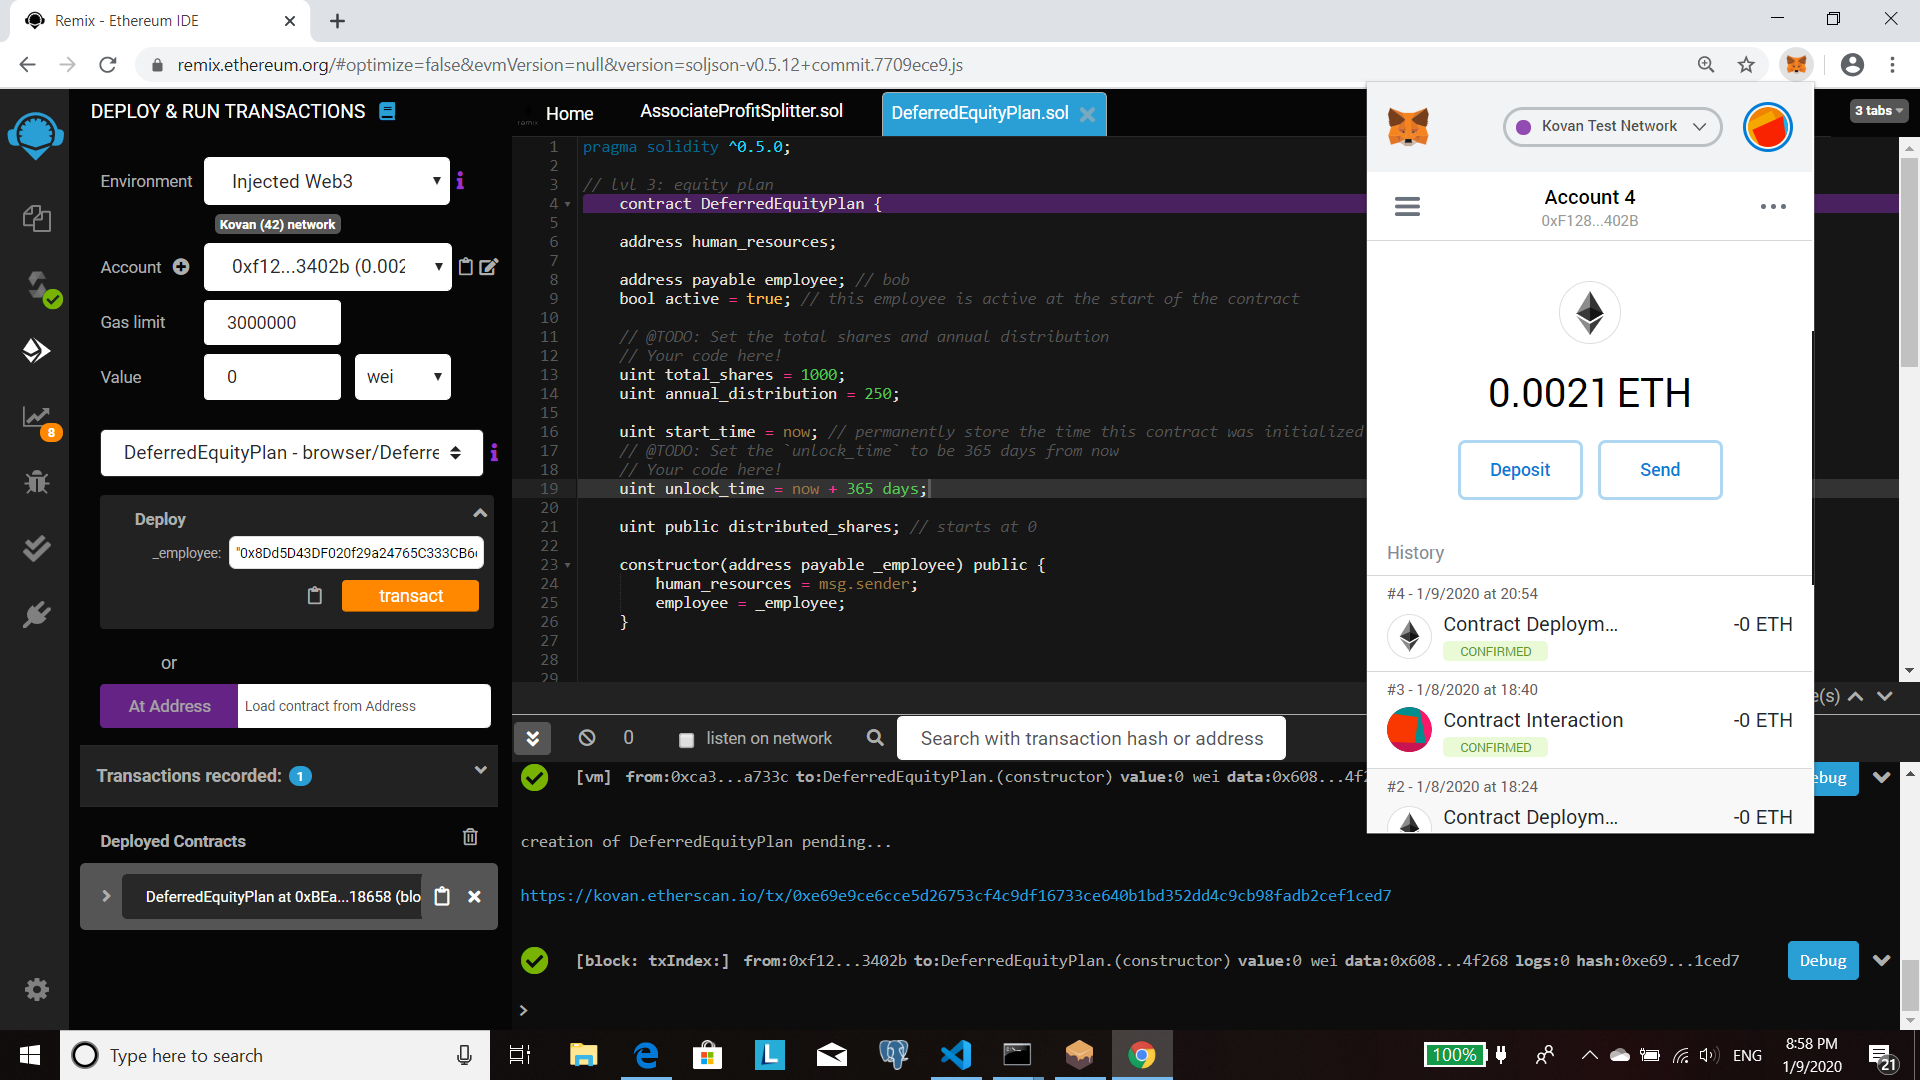 Remix - Ethereum IDE
remix.ethereum.org/#optimize=false&evmVersion=null&version=soljson-v0.5.12+commit.7709ece9.js
DEPLOY & RUN TRANSACTIONS
Environment
Injected Web3
Kovan (42) network
Account
0xf12...3402b (0.002
Gas limit
3000000
Value
0
wei
8
DeferredEquityPlan - browser/Deferre
Deploy
_employee:
"0x8Dd5D43DF020f29a24765C333CB6
transact
or
At Address
Load contract from Address
Transactions recorded: 1
Deployed Contracts
DeferredEquityPlan at 0xBEa...18658 (blo
Home
AssociateProfitSplitter.sol
DeferredEquityPlan.sol
3 tabs
1 pragma solidity ^0.5.0;
2
3 // lvl 3: equity plan
4 contract DeferredEquityPlan {
5
6 address human_resources;
7
8 address payable employee; // bob
9 bool active = true; // this employee is active at the start of the contract
10
11 // @TODO: Set the total shares and annual distribution
12 // Your code here!
13 uint total_shares = 1000;
14 uint annual_distribution = 250;
15
16 uint start_time = now; // permanently store the time this contract was initialized
17 // @TODO: Set the `unlock_time` to be 365 days from now
18 // Your code here!
19 uint unlock_time = now + 365 days;
20
21 uint public distributed_shares; // starts at 0
22
23 constructor(address payable _employee) public {
24 human_resources = msg.sender;
25 employee = _employee;
26 }
27
28
29
e(s)
0
listen on network
Search with transaction hash or address
[vm] from:0xca3...a733c to:DeferredEquityPlan.(constructor) value:0 wei data:0x608...4f2
ebug
creation of DeferredEquityPlan pending...
https://kovan.etherscan.io/tx/0xe69e9ce6cce5d26753cf4c9df16733ce640b1bd352dd4c9cb98fadb2cef1ced7
[block: txIndex:] from:0xf12...3402b to:DeferredEquityPlan.(constructor) value:0 wei data:0x608...4f268 logs:0 hash:0xe69...1ced7
Debug
>
Kovan Test Network
Account 4
0xF128...402B
0.0021 ETH
Deposit
Send
History
#4 - 1/9/2020 at 20:54
Contract Deploym...
-0 ETH
CONFIRMED
#3 - 1/8/2020 at 18:40
Contract Interaction
-0 ETH
CONFIRMED
#2 - 1/8/2020 at 18:24
Contract Deploym...
-0 ETH
Type here to search
L
100%
ENG
8:58 PM
1/9/2020
21